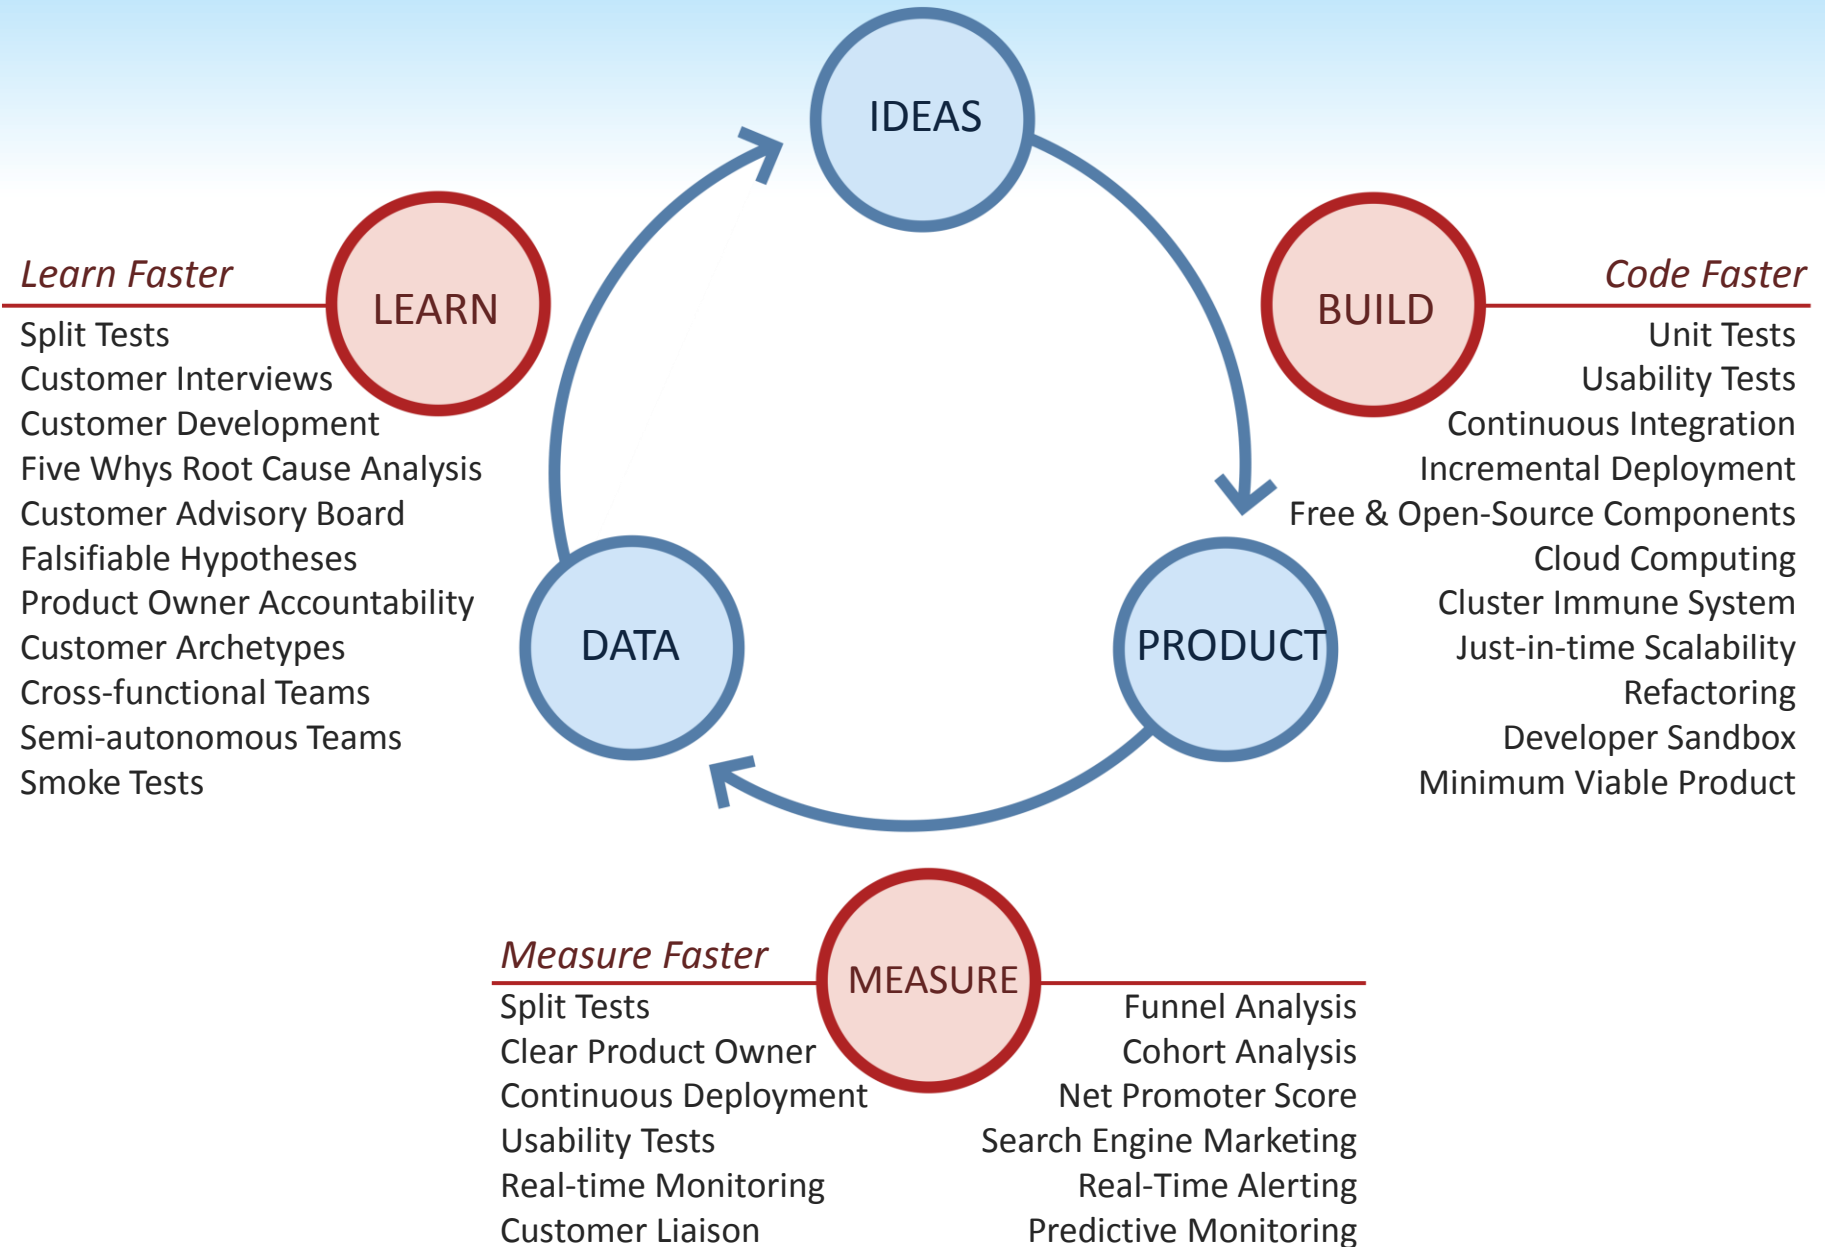 IDEAS
Learn Faster
LEARN
Split Tests
Customer Interviews
Customer Development
Five Whys Root Cause Analysis
Customer Advisory Board
Falsifiable Hypotheses
Product Owner Accountability
Customer Archetypes
Cross-functional Teams
Semi-autonomous Teams
Smoke Tests
Code Faster
BUILD
Unit Tests
Usability Tests
Continuous Integration
Incremental Deployment
Free & Open-Source Components
Cloud Computing
Cluster Immune System
Just-in-time Scalability
Refactoring
Developer Sandbox
Minimum Viable Product
DATA
PRODUCT
Measure Faster
MEASURE
Split Tests
Clear Product Owner
Continuous Deployment
Usability Tests
Real-time Monitoring
Customer Liaison
Funnel Analysis
Cohort Analysis
Net Promoter Score
Search Engine Marketing
Real-Time Alerting
Predictive Monitoring